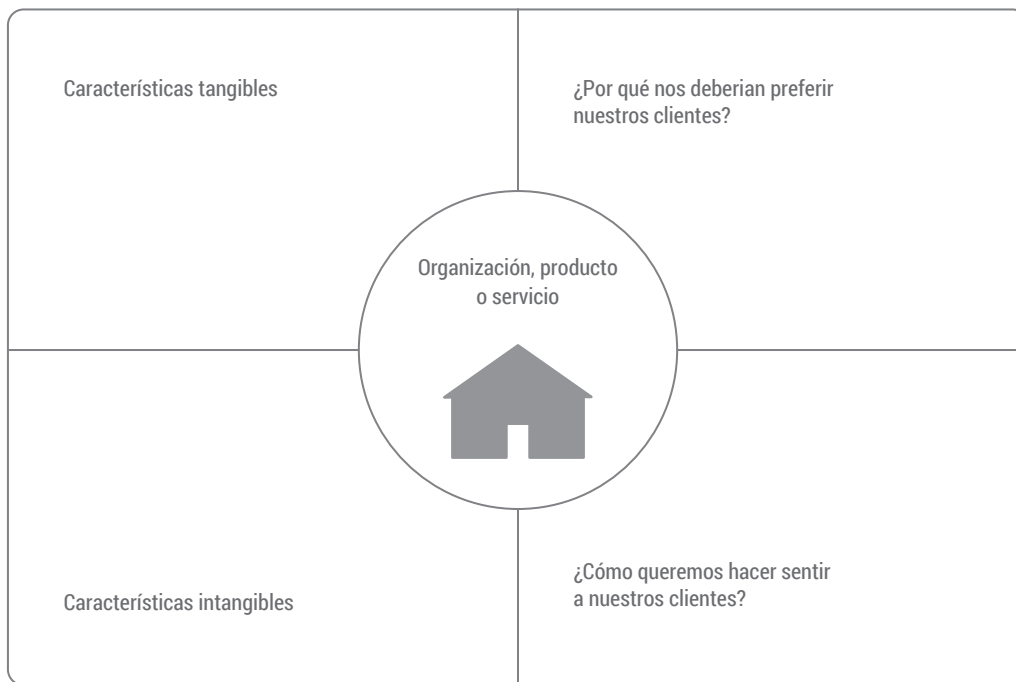 Características tangibles
¿Por qué nos deberian preferir
nuestros clientes?
Organización, producto
o servicio
Características intangibles
¿Cómo queremos hacer sentir
a nuestros clientes?